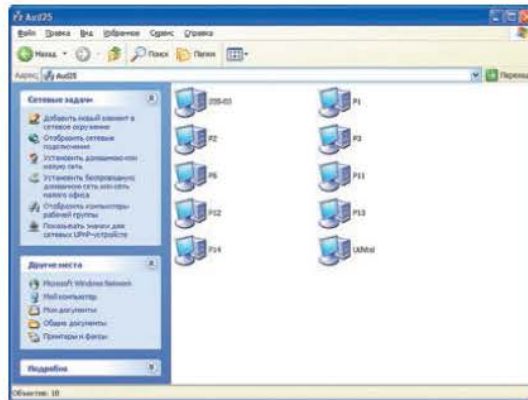 Aud25
Файл Правка Вид Избранное Сервис Справка
Назад Поиск Папки
Адрес: Aud25 Переход
Сетевые задачи
Добавить новый элемент в
сетевое окружение
Отобразить сетевые
подключения
Установить домашнюю или
малую сеть
Установить беспроводную
домашнюю сеть или сеть
малого офиса
Отобразить компьютеры
рабочей группы
Показывать значки для
сетевых UPnP-устройств
Другие места
Microsoft Windows Network
Мой компьютер
Мои документы
Общие документы
Принтеры и факсы
Подробно
209-03 P1
P2 P3
P6 P11
P12 P13
P14
Объектов: 10